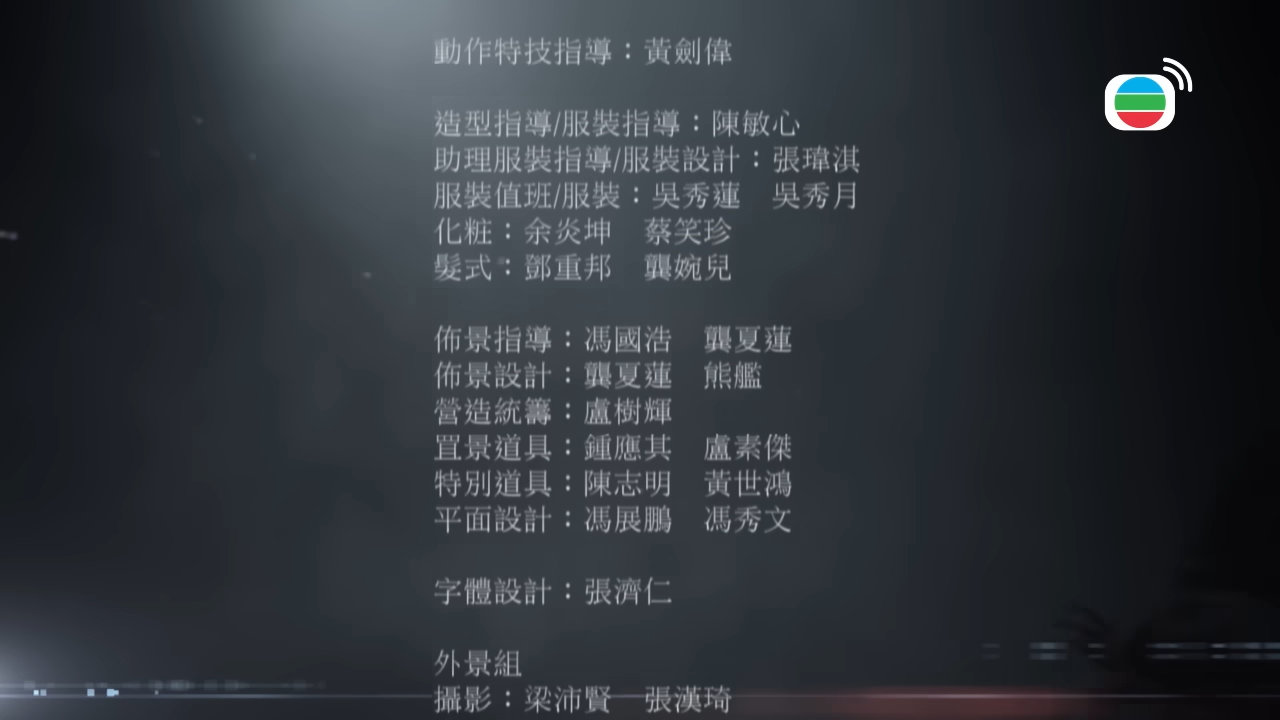 動作特技指導：黃劍偉
造型指導/服裝指導：陳敏心
助理服裝指導/服裝設計：張瑋淇
服裝值班/服裝：吳秀蓮　吳秀月
化粧：余炎坤　蔡笑珍
髮式：鄧重邦　龔婉兒
佈景指導：馮國浩　龔夏蓮
佈景設計：龔夏蓮　熊艦
營造統籌：盧樹輝
罝景道具：鍾應其　盧素傑
特別道具：陳志明　黃世鴻
平面設計：馮展鵬　馮秀文
字體設計：張濟仁
外景組
攝影：梁沛賢　張漢琦